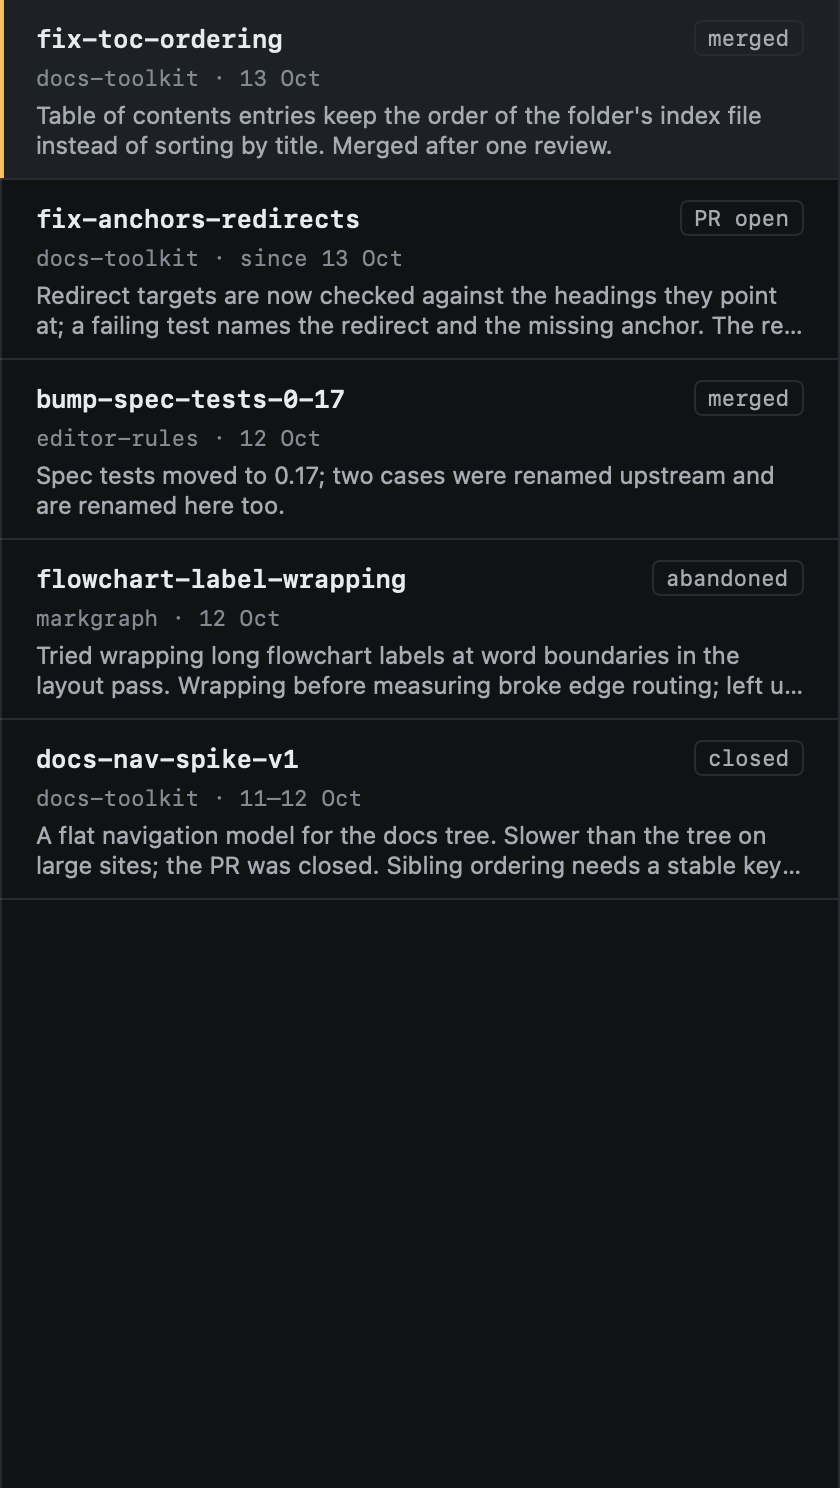 fix-toc-ordering
merged
docs-toolkit · 13 Oct
Table of contents entries keep the order of the folder's index file
instead of sorting by title. Merged after one review.
fix-anchors-redirects
PR open
docs-toolkit · since 13 Oct
Redirect targets are now checked against the headings they point
at; a failing test names the redirect and the missing anchor. The re…
bump-spec-tests-0-17
merged
editor-rules · 12 Oct
Spec tests moved to 0.17; two cases were renamed upstream and
are renamed here too.
flowchart-label-wrapping
abandoned
markgraph · 12 Oct
Tried wrapping long flowchart labels at word boundaries in the
layout pass. Wrapping before measuring broke edge routing; left u…
docs-nav-spike-v1
closed
docs-toolkit · 11–12 Oct
A flat navigation model for the docs tree. Slower than the tree on
large sites; the PR was closed. Sibling ordering needs a stable key…